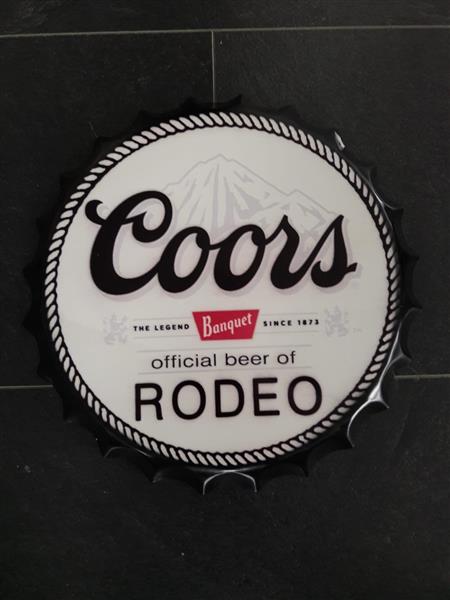 Coors
THE LEGEND Banquet SINCE 1873
official beer of
RODEO